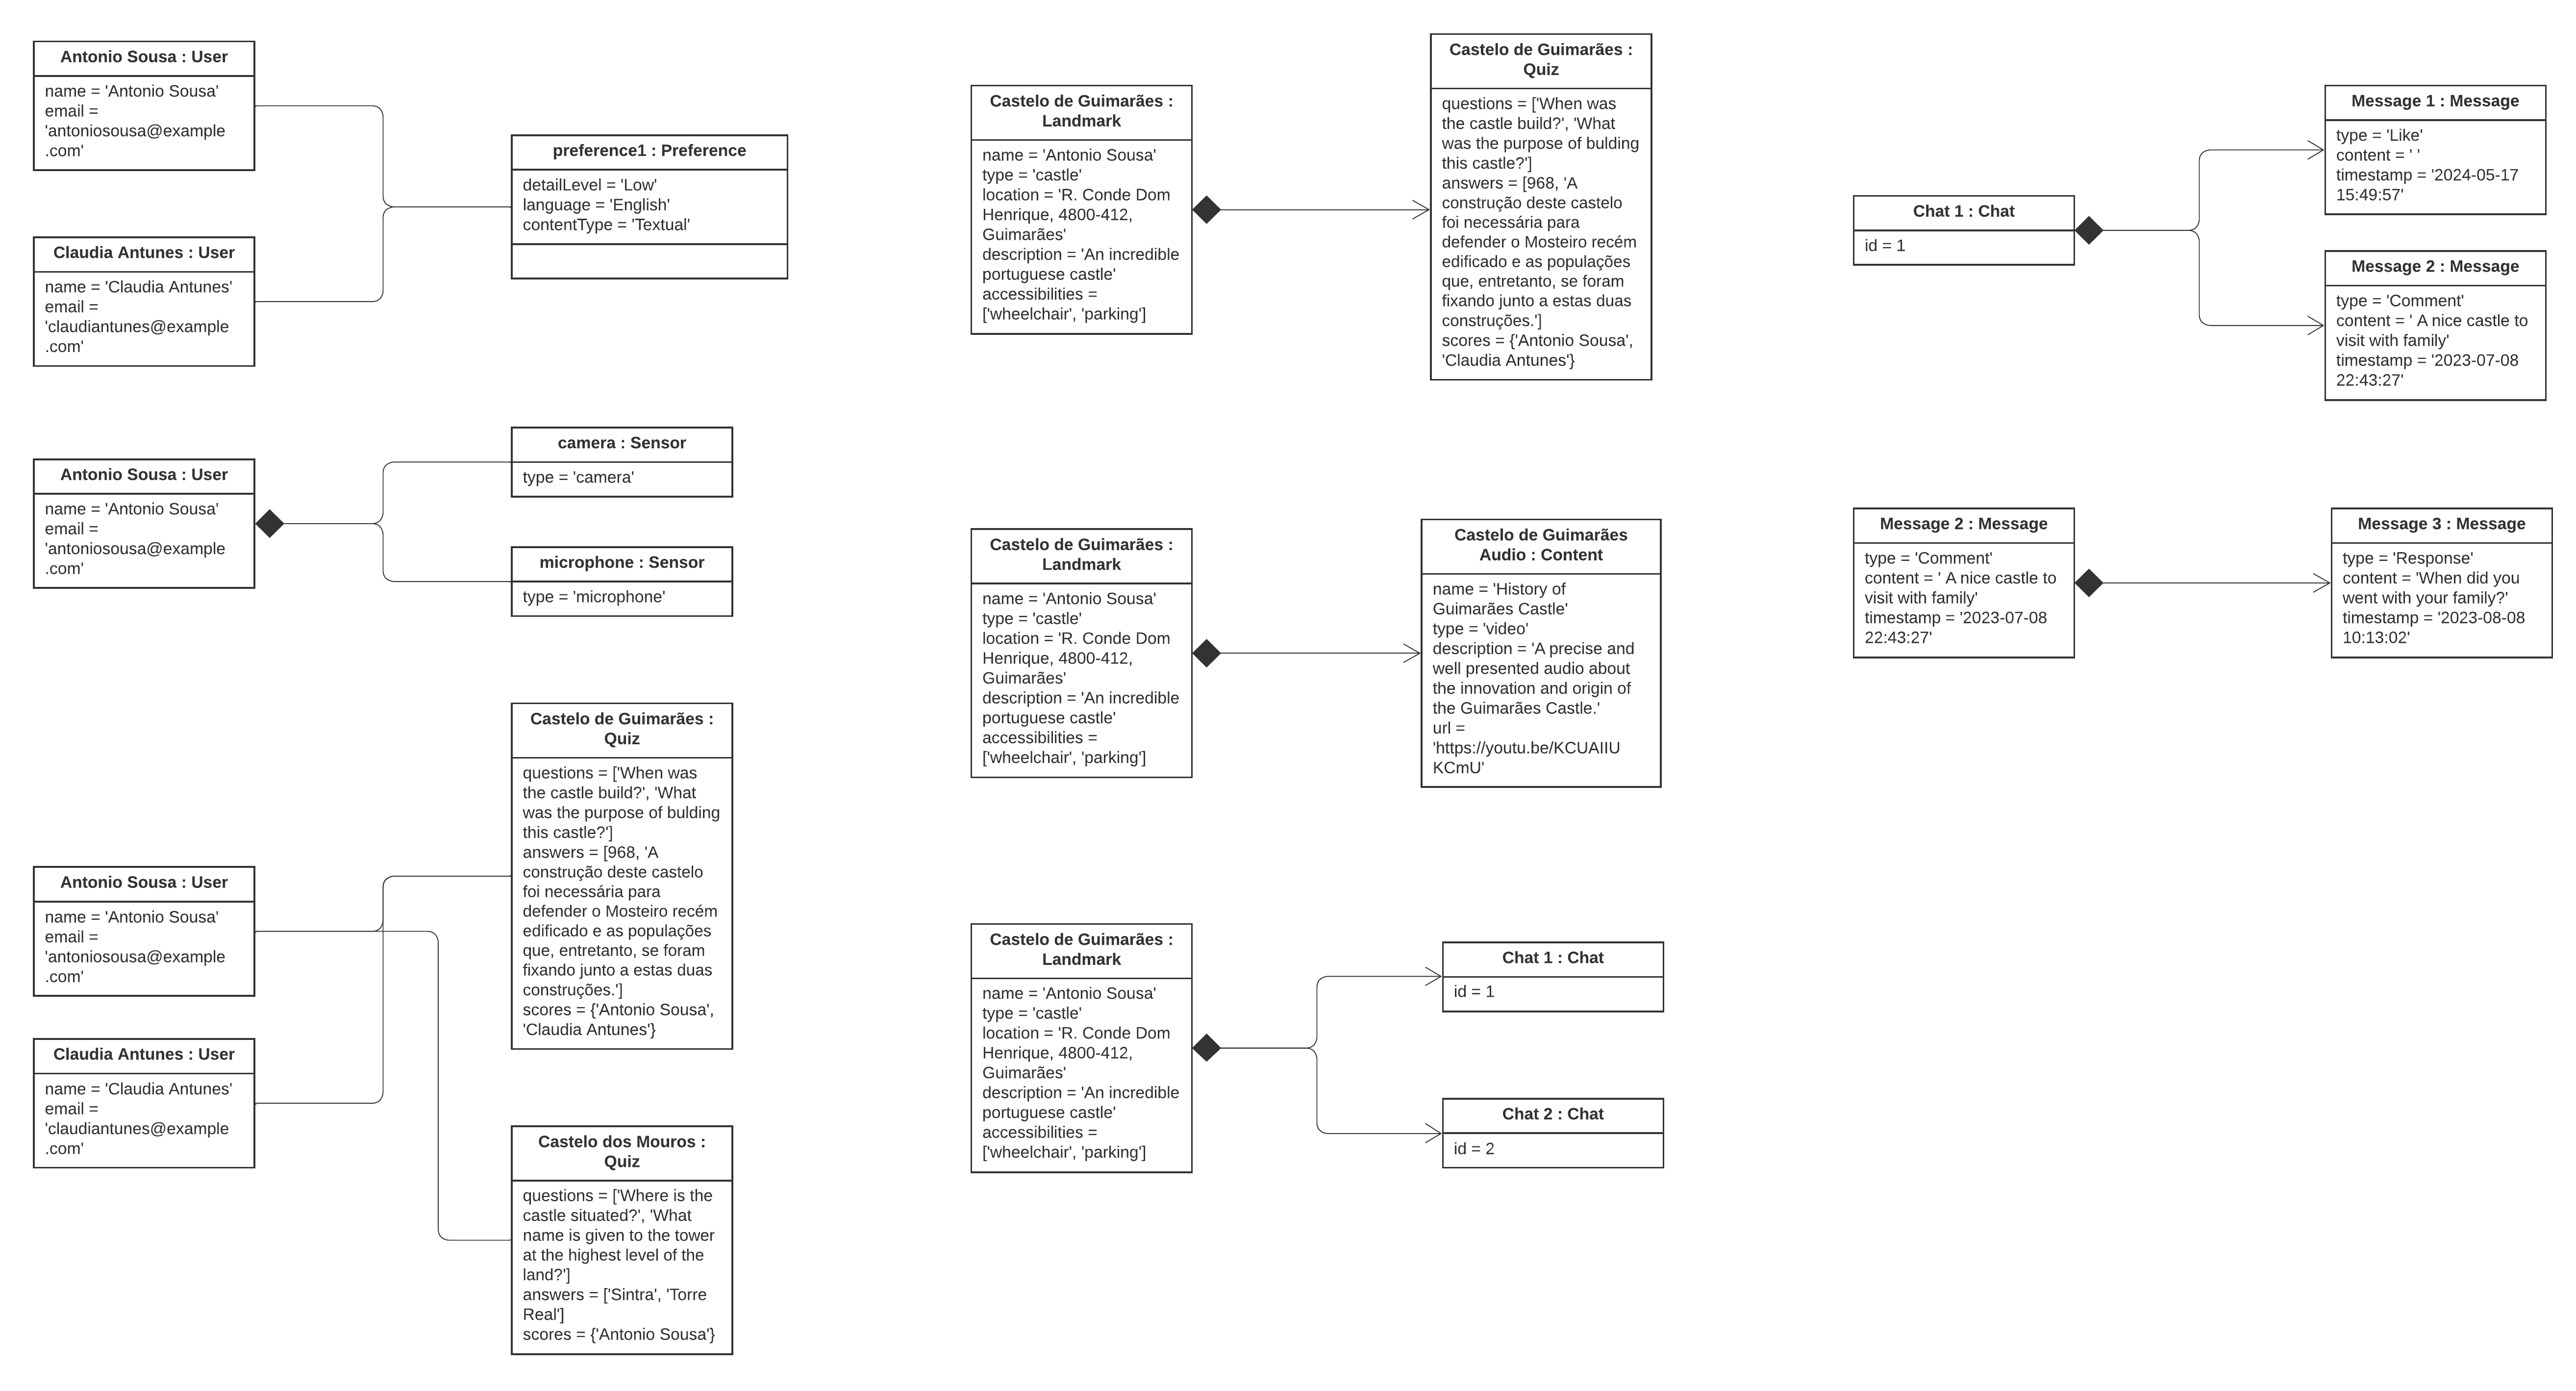 Antonio Sousa : User
name = 'Antonio Sousa'
email =
'antoniosousa@example
.com'
Claudia Antunes : User
name = 'Claudia Antunes'
email =
'claudiantunes@example
.com'
preference1 : Preference
detailLevel = 'Low'
language = 'English'
contentType = 'Textual'
Antonio Sousa : User
name = 'Antonio Sousa'
email =
'antoniosousa@example
.com'
camera : Sensor
type = 'camera'
microphone : Sensor
type = 'microphone'
Antonio Sousa : User
name = 'Antonio Sousa'
email =
'antoniosousa@example
.com'
Claudia Antunes : User
name = 'Claudia Antunes'
email =
'claudiantunes@example
.com'
Castelo de Guimarães :
Quiz
questions = ['When was
the castle build?', 'What
was the purpose of bulding
this castle?']
answers = [968, 'A
construção deste castelo
foi necessária para
defender o Mosteiro recém
edificado e as populações
que, entretanto, se foram
fixando junto a estas duas
construções.']
scores = {'Antonio Sousa',
'Claudia Antunes'}
Castelo dos Mouros :
Quiz
questions = ['Where is the
castle situated?', 'What
name is given to the tower
at the highest level of the
land?']
answers = ['Sintra', 'Torre
Real']
scores = {'Antonio Sousa'}
Castelo de Guimarães :
Landmark
name = 'Antonio Sousa'
type = 'castle'
location = 'R. Conde Dom
Henrique, 4800-412,
Guimarães'
description = 'An incredible
portuguese castle'
accessibilities =
['wheelchair', 'parking']
Castelo de Guimarães :
Quiz
questions = ['When was
the castle build?', 'What
was the purpose of bulding
this castle?']
answers = [968, 'A
construção deste castelo
foi necessária para
defender o Mosteiro recém
edificado e as populações
que, entretanto, se foram
fixando junto a estas duas
construções.']
scores = {'Antonio Sousa',
'Claudia Antunes'}
Castelo de Guimarães :
Landmark
name = 'Antonio Sousa'
type = 'castle'
location = 'R. Conde Dom
Henrique, 4800-412,
Guimarães'
description = 'An incredible
portuguese castle'
accessibilities =
['wheelchair', 'parking']
Castelo de Guimarães
Audio : Content
name = 'History of
Guimarães Castle'
type = 'video'
description = 'A precise and
well presented audio about
the innovation and origin of
the Guimarães Castle.'
url =
'https://youtu.be/KCUAIIU
KCmU'
Castelo de Guimarães :
Landmark
name = 'Antonio Sousa'
type = 'castle'
location = 'R. Conde Dom
Henrique, 4800-412,
Guimarães'
description = 'An incredible
portuguese castle'
accessibilities =
['wheelchair', 'parking']
Chat 1 : Chat
id = 1
Chat 2 : Chat
id = 2
Chat 1 : Chat
id = 1
Message 1 : Message
type = 'Like'
content = ' '
timestamp = '2024-05-17
15:49:57'
Message 2 : Message
type = 'Comment'
content = ' A nice castle to
visit with family'
timestamp = '2023-07-08
22:43:27'
Message 2 : Message
type = 'Comment'
content = ' A nice castle to
visit with family'
timestamp = '2023-07-08
22:43:27'
Message 3 : Message
type = 'Response'
content = 'When did you
went with your family?'
timestamp = '2023-08-08
10:13:02'